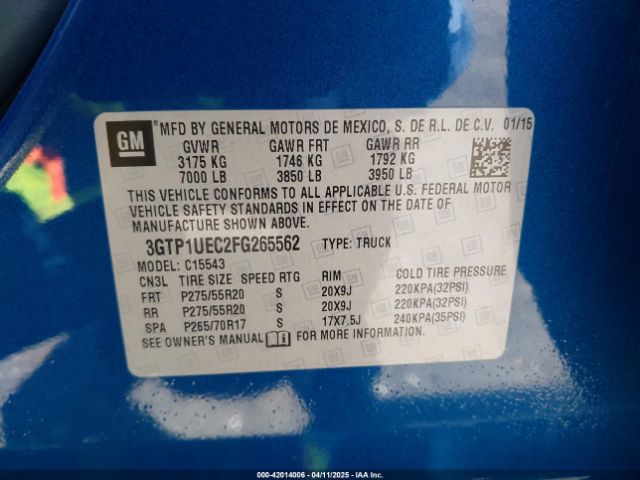 GM ® MFD BY GENERAL MOTORS DE MEXICO, S. DE R.L. DE C.V. 01/15
GVWR GAWR FRT GAWR RR
3175 KG 1746 KG 1792 KG
7000 LB 3850 LB 3950 LB
THIS VEHICLE CONFORMS TO ALL APPLICABLE U.S. FEDERAL MOTOR
VEHICLE SAFETY STANDARDS IN EFFECT ON THE DATE OF
MANUFACTURE SHOWN ABOVE.
3GTP1UEC2FG265562 TYPE: TRUCK
MODEL: C15543
CN3L TIRE SIZE SPEED RTG RIM COLD TIRE PRESSURE
FRT P275/55R20 S 20X9J 220KPA(32PSI)
RR P275/55R20 S 20X9J 220KPA(32PSI)
SPA P265/70R17 S 17X7.5J 240KPA(35PSI)
SEE OWNER'S MANUAL FOR MORE INFORMATION.
000-42014006 - 04/11/2025 - IAA Inc.